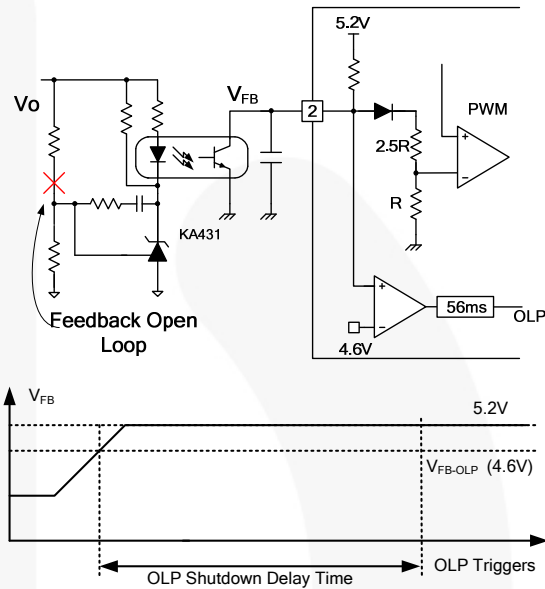 5.2V
Vo
VFB
2
PWM
2.5R
R
KA431
Feedback Open
Loop
56ms
OLP
4.6V
VFB
5.2V
VFB-OLP (4.6V)
OLP Triggers
OLP Shutdown Delay Time